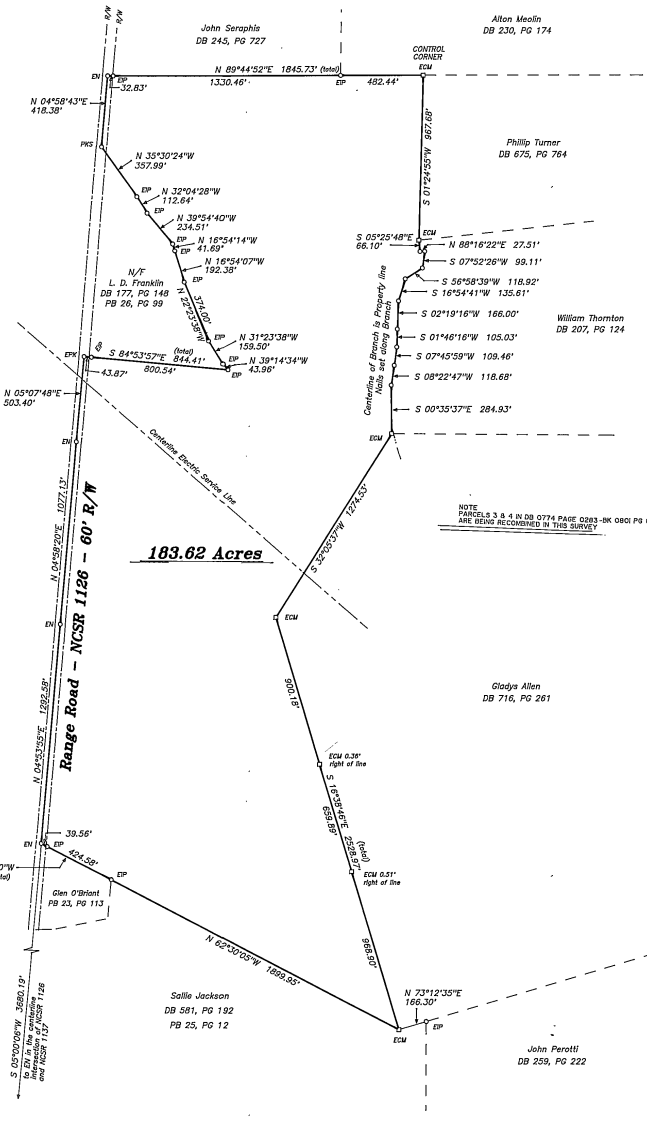 R/W
R/W
John Seraphis
DB 245, PG 727
Alton Meolin
DB 230, PG 174
CONTROL
CORNER
ECM
EN
N 89°44'52"E 1845.73' (total)
32.83'
1330.46'
EIP
482.44'
N 04°58'43"E
418.38'
PKS
N 35°30'24"W
357.99'
EIP
N 32°04'28"W
112.64'
N 39°54'40"W
234.51'
EIP
N 16°54'14"W
41.69'
EIP
N 16°54'07"W
192.38'
374.00'
N 22°23'38"W
EIP
N 31°23'38"W
159.50'
N 39°14'34"W
43.96'
EIP
N/F
L. D. Franklin
DB 177, PG 148
PB 26, PG 99
S 01°24'55"W 967.68'
Phillip Turner
DB 675, PG 764
S 05°25'48"E
66.10'
ECM
N 88°16'22"E 27.51'
S 07°52'26"W 99.11'
S 56°58'39"W 118.92'
S 16°54'41"W 135.61'
S 02°19'16"W 166.00'
William Thornton
DB 207, PG 124
S 01°46'16"W 105.03'
S 07°45'59"W 109.46'
S 08°22'47"W 118.68'
S 00°35'37"E 284.93'
Centerline of Branch is Property line
Nails set along Branch
ECM
EPK
EIP
S 84°53'57"E (total) 844.41'
43.87'
800.54'
N 05°07'48"E
503.40'
EN
Centerline Electric Service Line
N 04°58'20"E 1077.13'
Range Road - NCSR 1126 - 60' R/W
183.62 Acres
S 32°05'37"W 1274.53'
NOTE
PARCELS 3 & 4 IN DB 0774 PAGE 0283-BK 0801 PG
ARE BEING RECOMBINED IN THIS SURVEY
EN
ECM
900.18'
Gladys Allen
DB 716, PG 261
N 04°53'55"E 1292.58'
ECM 0.36'
right of line
S 16°38'46"E 2528.97' (total)
659.89'
ECM 0.51'
right of line
968.90'
39.56'
EN
EIP
0"W
424.58'
EIP
Glen O'Briant
PB 23, PG 113
N 62°30'05"W 1899.95'
Sallie Jackson
DB 581, PG 192
PB 25, PG 12
N 73°12'35"E
166.30'
ECM
EIP
John Perotti
DB 259, PG 222
S 05°00'06"W 3680.19'
to EN in the centerline
intersection of NCSR 1126
and NCSR 1137